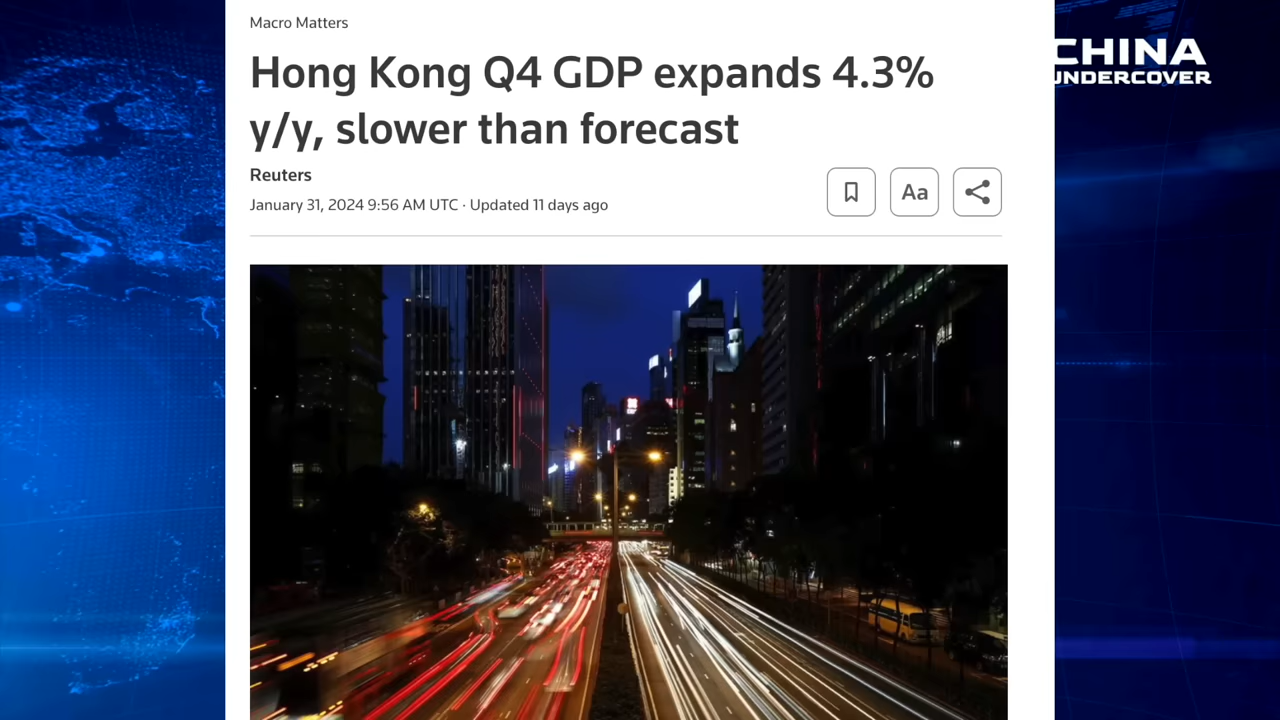 Macro Matters
CHINA
UNDERCOVER
Hong Kong Q4 GDP expands 4.3%
y/y, slower than forecast
Reuters
January 31, 2024 9:56 AM UTC · Updated 11 days ago
Aa